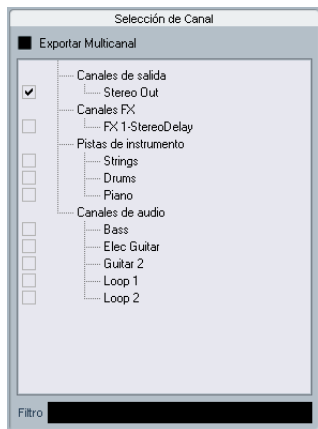 Selección de Canal
Exportar Multicanal
Canales de salida
Stereo Out
Canales FX
FX 1-StereoDelay
Pistas de instrumento
Strings
Drums
Piano
Canales de audio
Bass
Elec Guitar
Guitar 2
Loop 1
Loop 2
Filtro